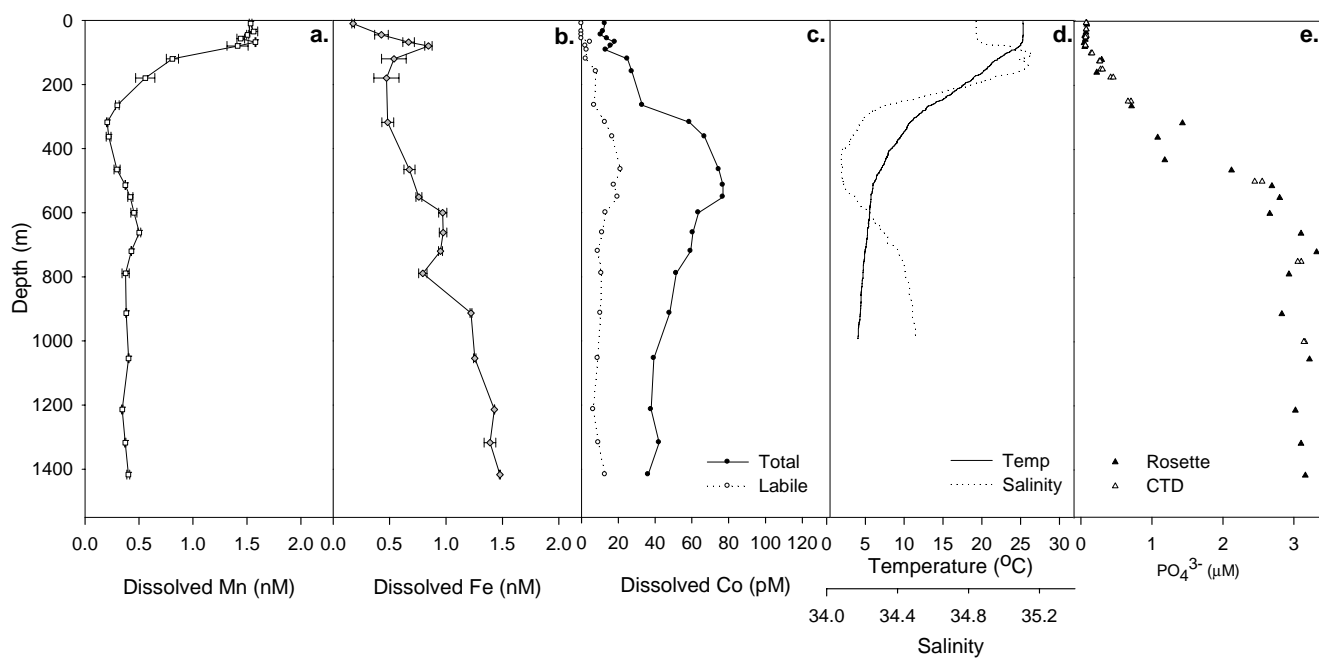 a. b. c. d. e.
0
200
400
600
800
1000
1200
1400
Depth (m)
Total
Labile
Temp
Salinity
Rosette
CTD
0.0 0.5 1.0 1.5 2.0
0.0 0.5 1.0 1.5 2.0
0 20 40 60 80 100 120
0 5 10 15 20 25 30
0 1 2 3
Dissolved Mn (nM)
Dissolved Fe (nM)
Dissolved Co (pM)
Temperature (⁰C)
PO₄³⁻ (µM)
34.0 34.4 34.8 35.2
Salinity